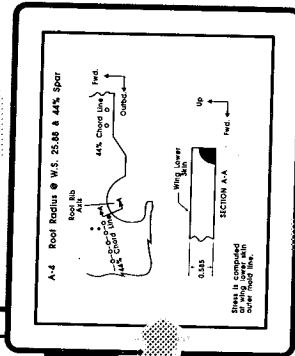 A-4 Root Radius @ W.S. 25.88 & 44% Spar
Fwd.
Outbd.
44% Chord Line
Root Rib
Axis
44% Chord Line
Wing Lower
Skin
Up
Fwd.
0.585
SECTION A-A
Stress is computed
at wing lower skin
outer mold line.